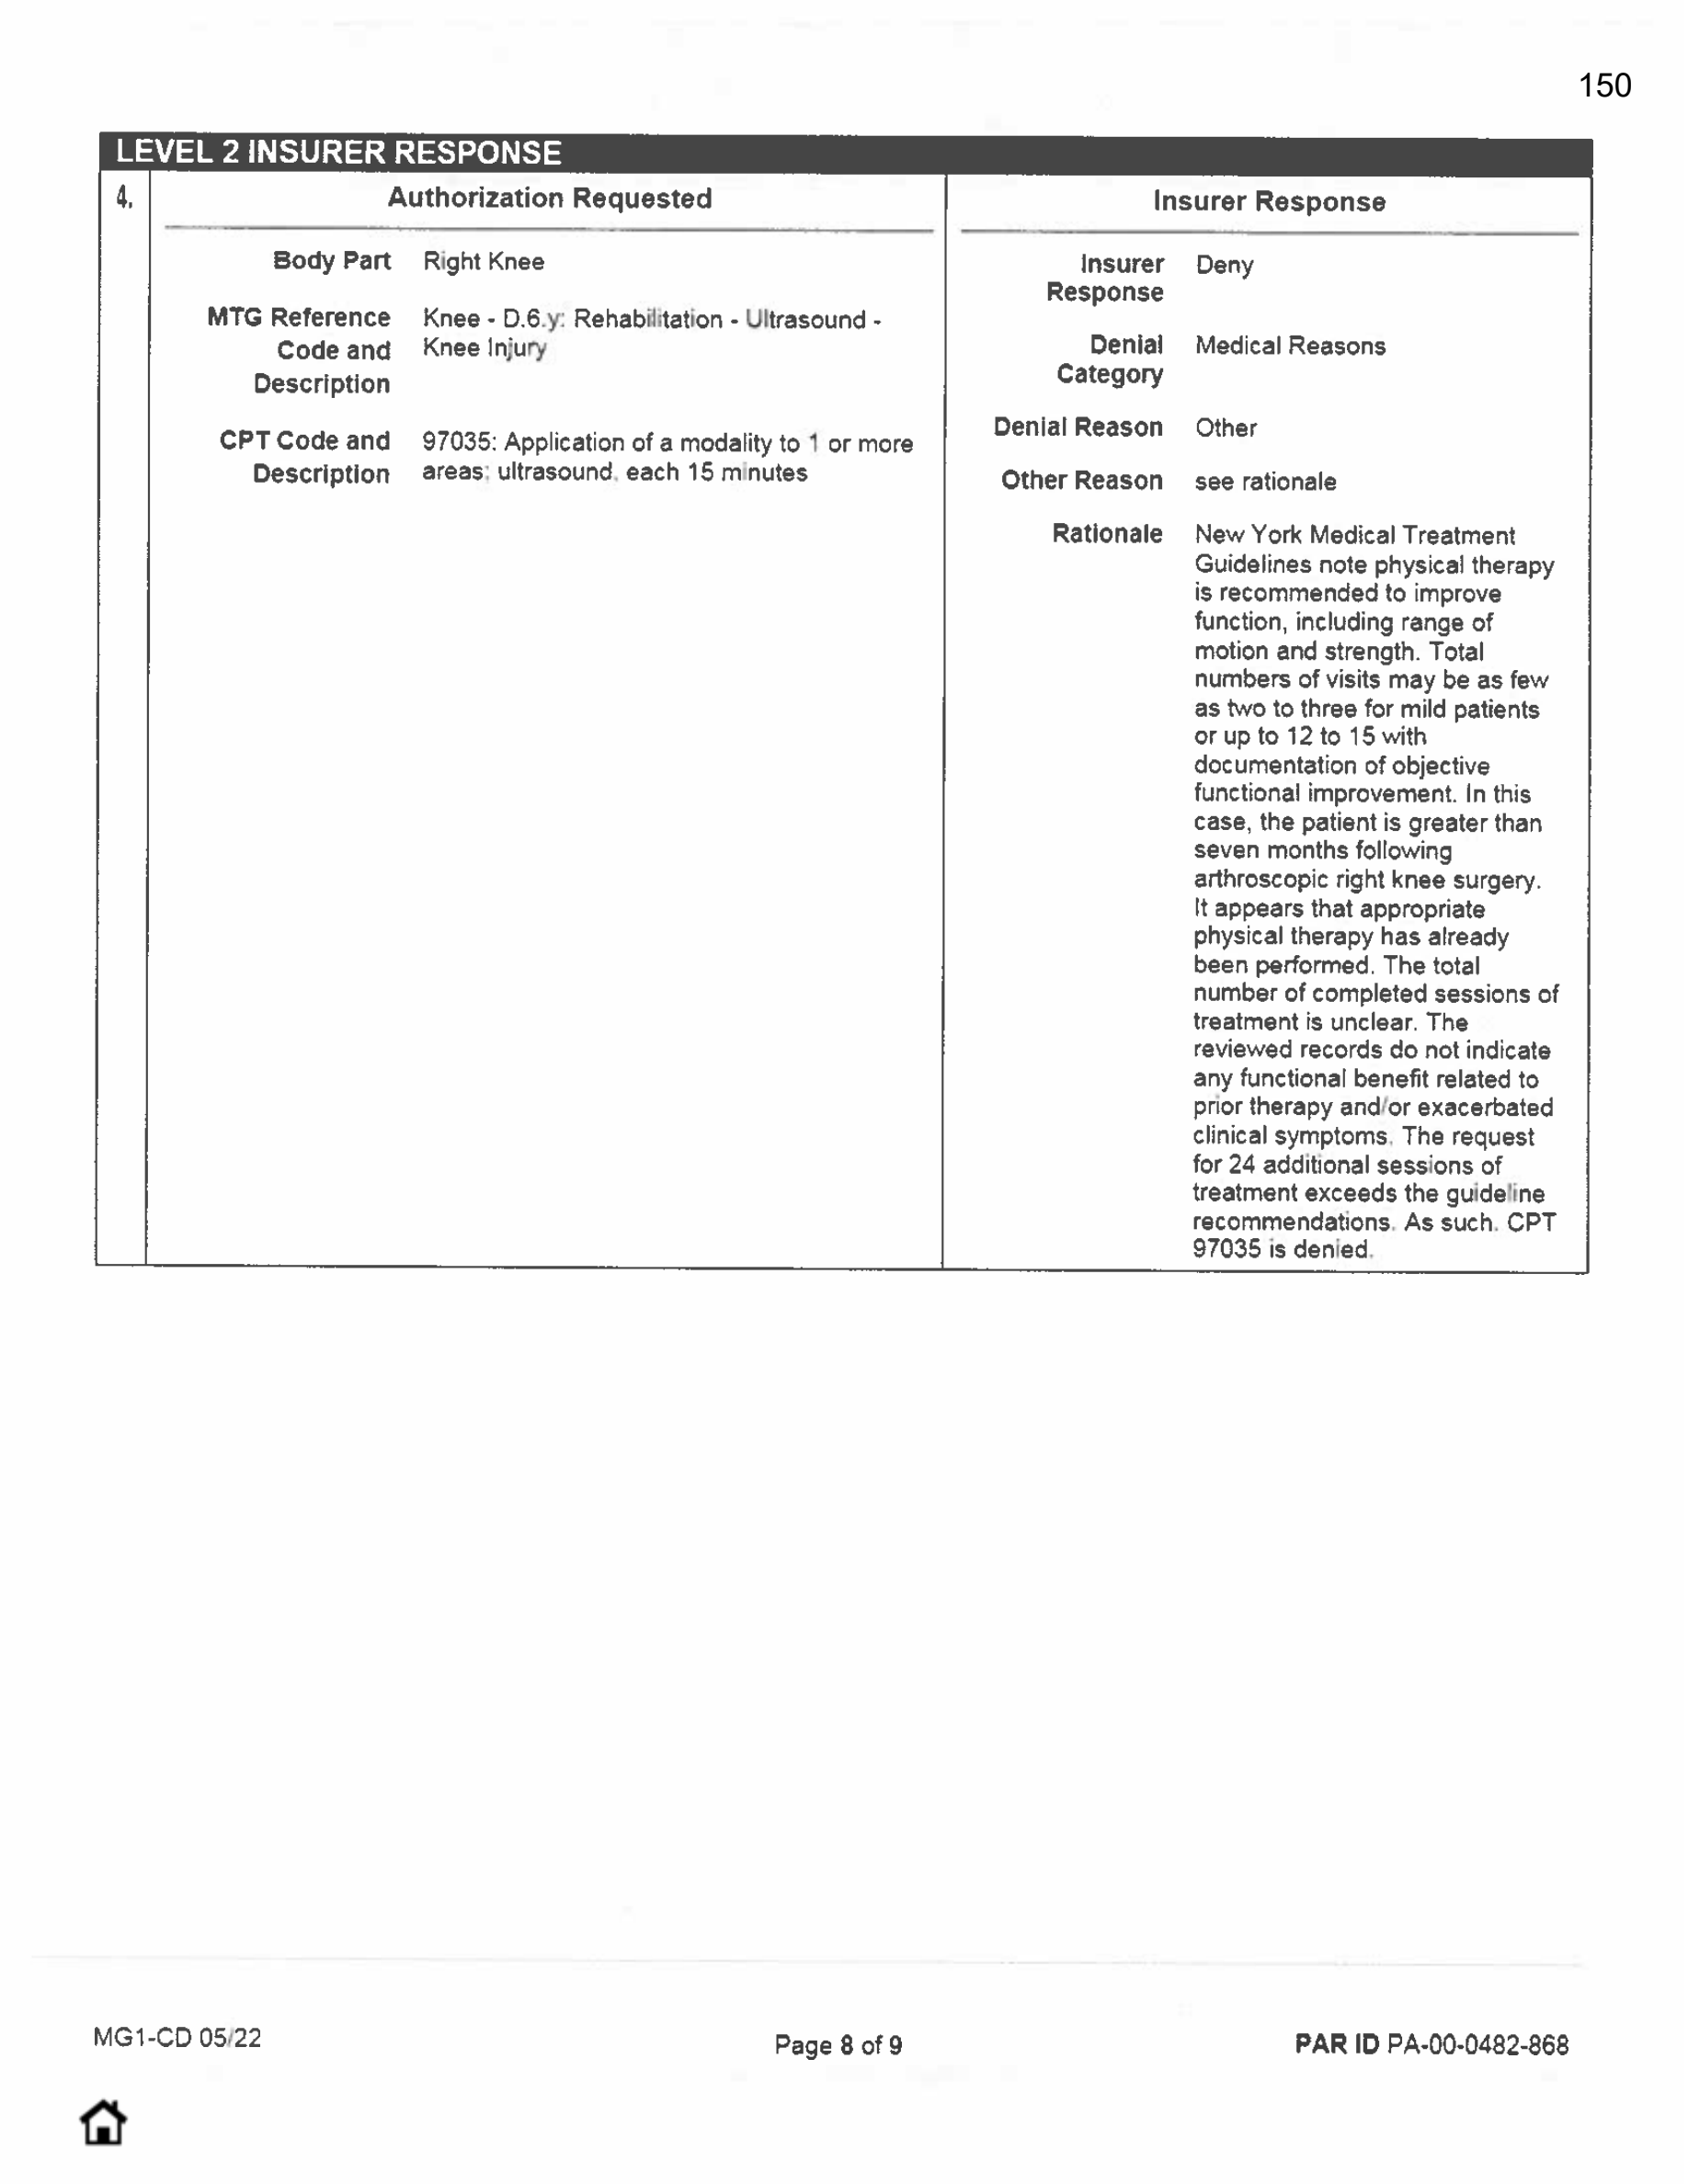 150
LEVEL 2 INSURER RESPONSE
4.
Authorization Requested
Body Part Right Knee
MTG Reference Knee - D.6.y: Rehabilitation - Ultrasound -
Code and Knee Injury
Description
CPT Code and 97035: Application of a modality to 1 or more
Description areas; ultrasound, each 15 minutes
Insurer Response
Insurer Deny
Response
Denial Medical Reasons
Category
Denial Reason Other
Other Reason see rationale
Rationale New York Medical Treatment
Guidelines note physical therapy
is recommended to improve
function, including range of
motion and strength. Total
numbers of visits may be as few
as two to three for mild patients
or up to 12 to 15 with
documentation of objective
functional improvement. In this
case, the patient is greater than
seven months following
arthroscopic right knee surgery.
It appears that appropriate
physical therapy has already
been performed. The total
number of completed sessions of
treatment is unclear. The
reviewed records do not indicate
any functional benefit related to
prior therapy and/or exacerbated
clinical symptoms. The request
for 24 additional sessions of
treatment exceeds the guideline
recommendations. As such. CPT
97035 is denied.
MG1-CD 05/22
Page 8 of 9
PAR ID PA-00-0482-868